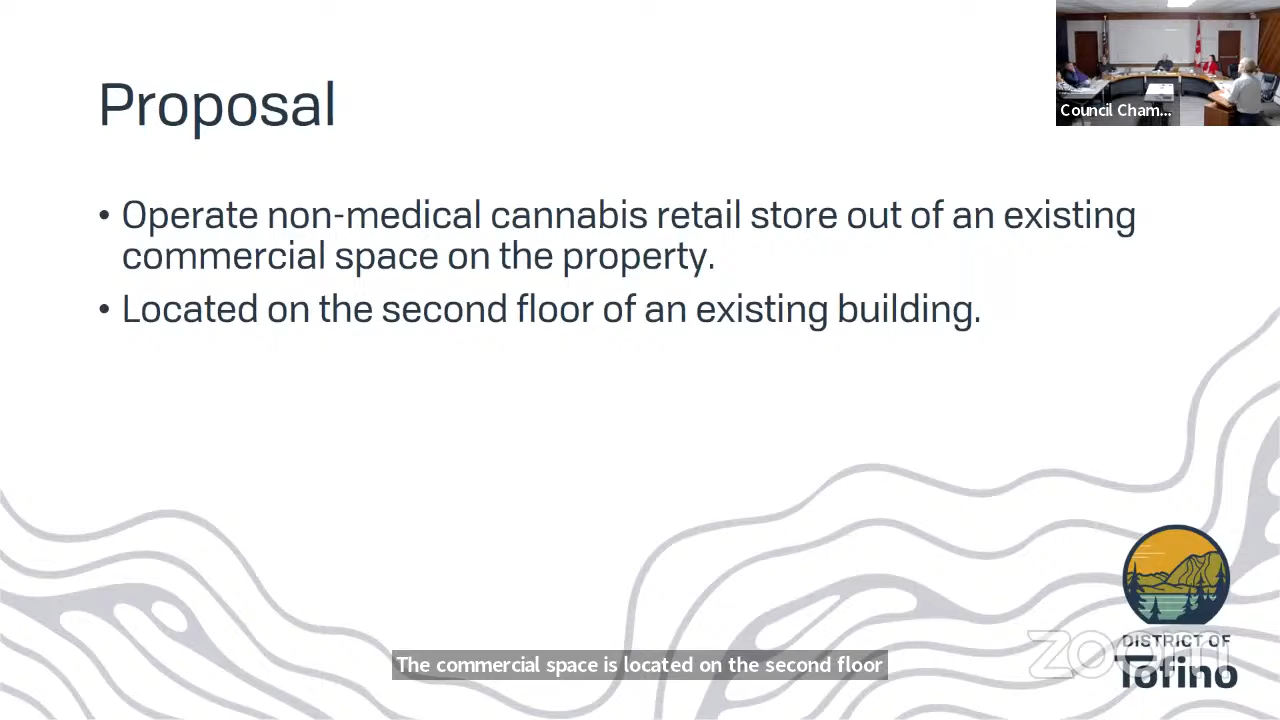 Council Cham...
Proposal
• Operate non-medical cannabis retail store out of an existing
commercial space on the property.
• Located on the second floor of an existing building.
DISTRICT OF
Tofino
zoom
The commercial space is located on the second floor